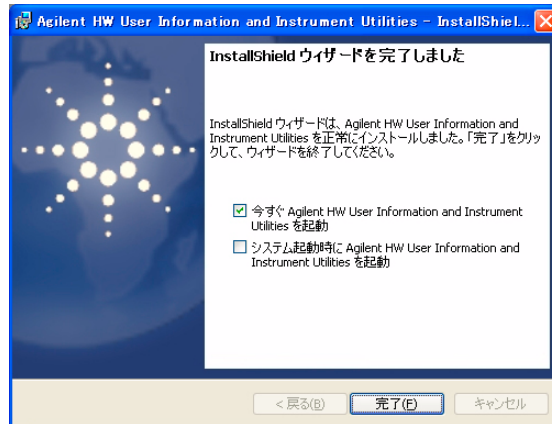 Agilent HW User Information and Instrument Utilities - InstallShiel...
InstallShield ウィザードを完了しました
InstallShield ウィザードは、Agilent HW User Information and
Instrument Utilities を正常にインストールしました。「完了」をクリッ
クして、ウィザードを終了してください。
今すぐ Agilent HW User Information and Instrument
Utilities を起動
システム起動時に Agilent HW User Information and
Instrument Utilities を起動
< 戻る(B)
完了(F)
キャンセル